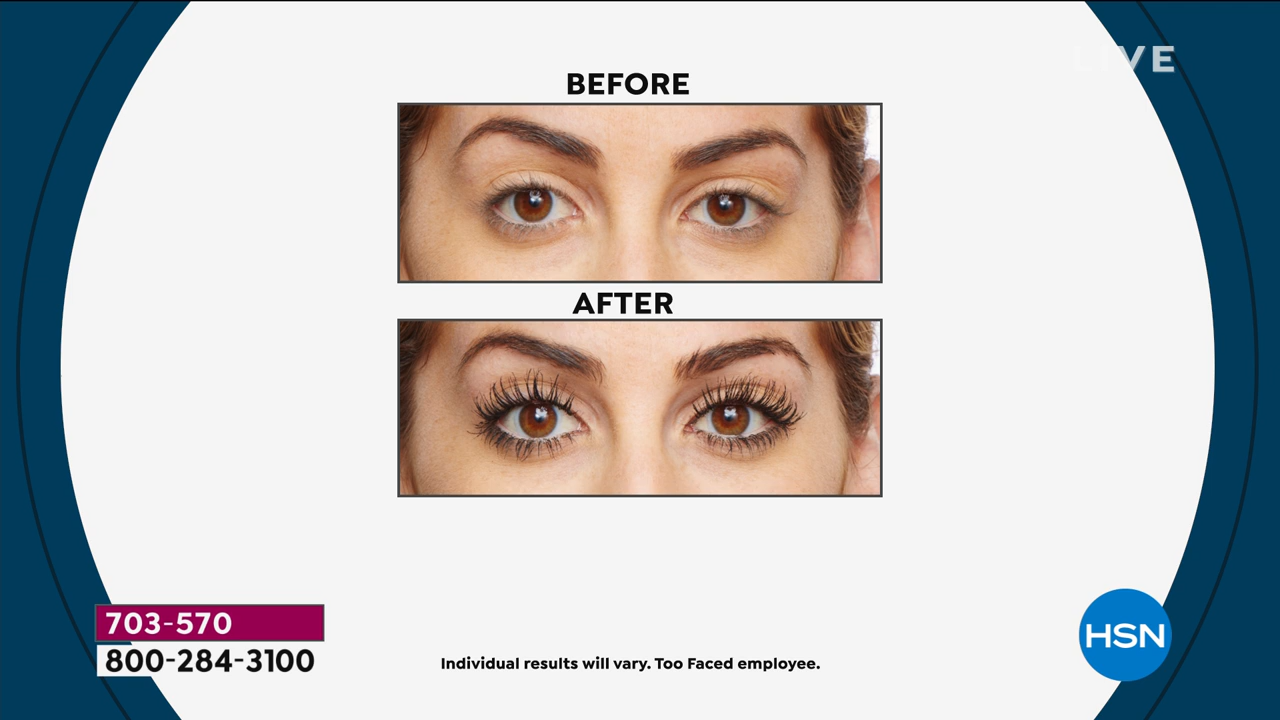 LIVE
BEFORE
AFTER
703-570
800-284-3100
Individual results will vary. Too Faced employee.
HSN